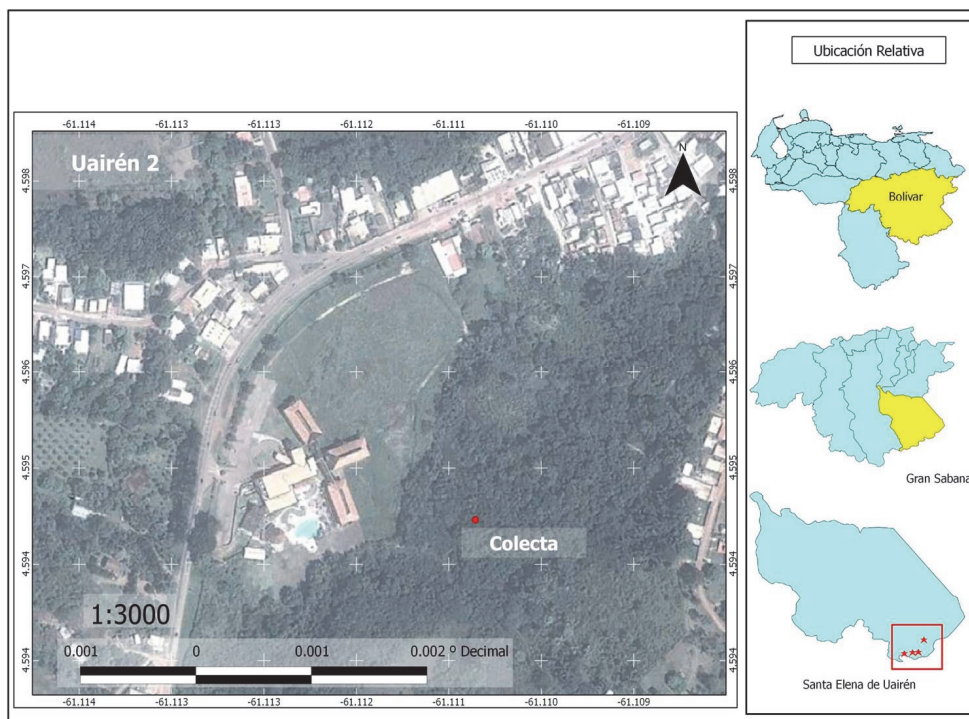 Ubicación Relativa
-61.114 -61.113 -61.113 -61.112 -61.111 -61.110 -61.109
Uairén 2
N
4.598 4.598
Bolívar
4.597 4.597
4.596 4.596
4.595 4.595
Gran Sabana
Colecta
4.594 4.594
1:3000
0.001 0 0.001 0.002 º Decimal
4.594 4.594
Santa Elena de Uairén
-61.114 -61.113 -61.113 -61.112 -61.111 -61.110 -61.109